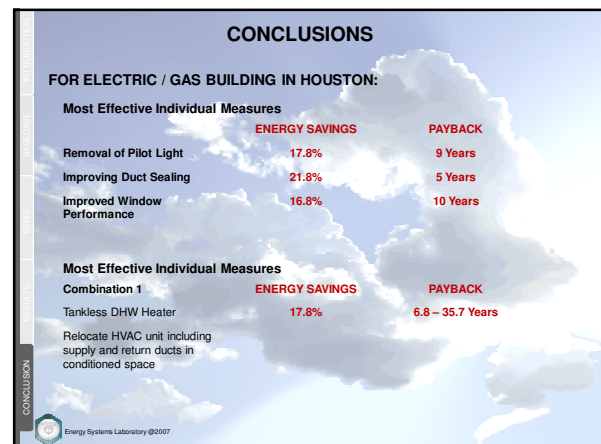 CONCLUSIONS
FOR ELECTRIC / GAS BUILDING IN HOUSTON:
Most Effective Individual Measures
ENERGY SAVINGS PAYBACK
Removal of Pilot Light 17.8% 9 Years
Improving Duct Sealing 21.8% 5 Years
Improved Window 16.8% 10 Years
Performance
Most Effective Individual Measures
Combination 1 ENERGY SAVINGS PAYBACK
Tankless DHW Heater 17.8% 6.8 – 35.7 Years
Relocate HVAC unit including
supply and return ducts in
conditioned space
CONCLUSION
Energy Systems Laboratory @2007